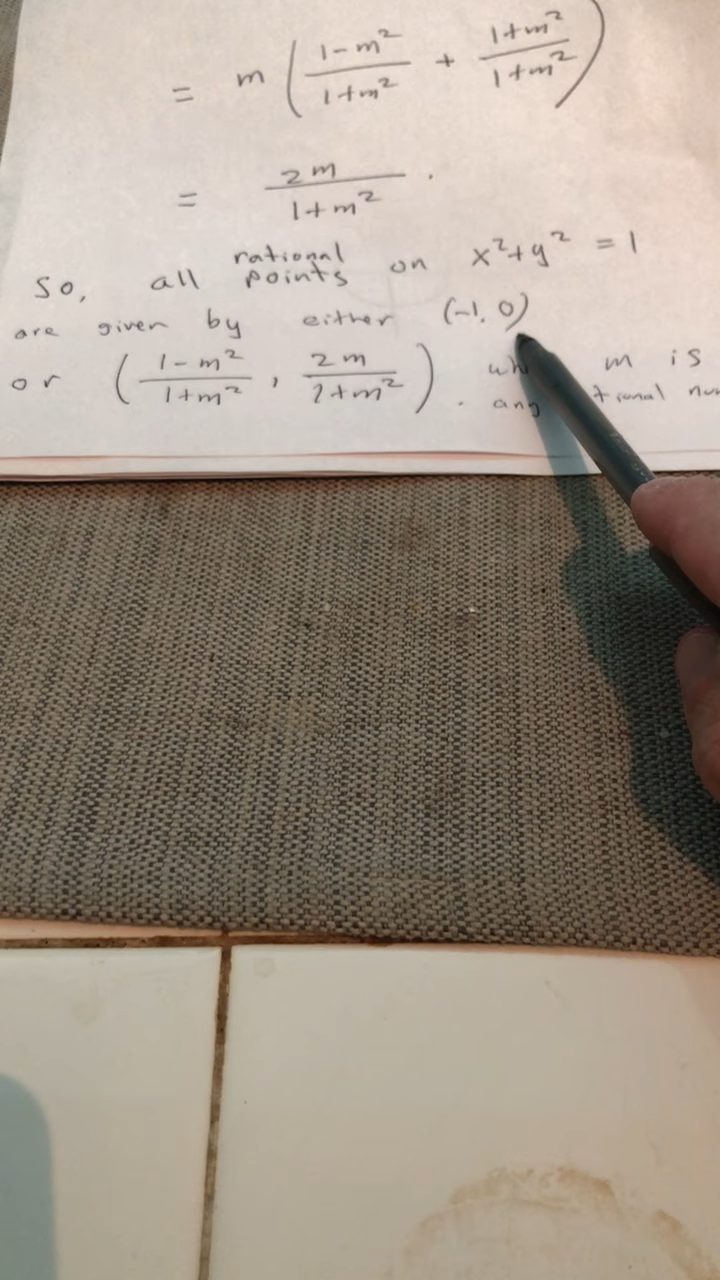 = m ( (1-m²)/(1+m²) + (1+m²)/(1+m²) )
= 2m/(1+m²) .
So, all rational points on x²+y² = 1
are given by either (-1, 0)
or ( (1-m²)/(1+m²), 2m/(1+m²) ) . m is